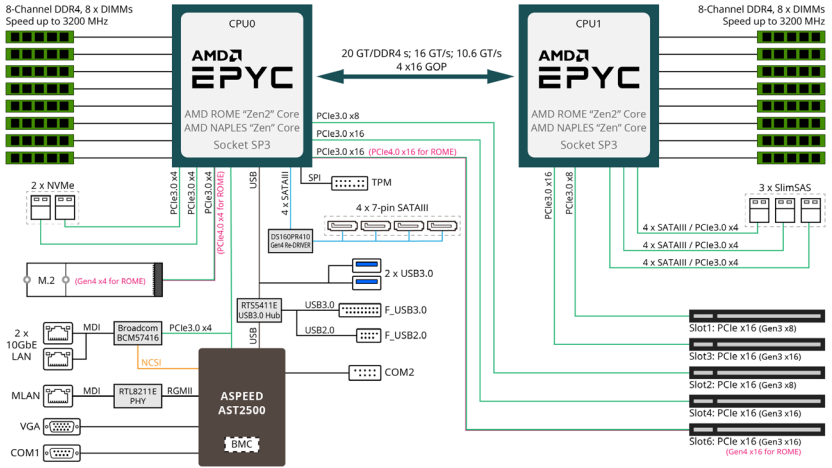 8-Channel DDR4, 8 x DIMMs
Speed up to 3200 MHz
CPU0
AMD
EPYC
AMD ROME “Zen2” Core
AMD NAPLES “Zen” Core
Socket SP3
20 GT/DDR4 s; 16 GT/s; 10.6 GT/s
4 x16 GOP
CPU1
AMD
EPYC
AMD ROME “Zen2” Core
AMD NAPLES “Zen” Core
Socket SP3
8-Channel DDR4, 8 x DIMMs
Speed up to 3200 MHz
PCIe3.0 x8
PCIe3.0 x16
PCIe3.0 x16 (PCIe4.0 x16 for ROME)
2 x NVMe
PCIe3.0 x4
PCIe3.0 x4
PCIe3.0 x4
(PCIe4.0 x4 for ROME)
USB
4 x SATAIII
SPI
TPM
4 x 7-pin SATAIII
DS160PR410
Gen4 Re-DRIVER
PCIe3.0 x16
PCIe3.0 x8
3 x SlimSAS
4 x SATAIII / PCIe3.0 x4
4 x SATAIII / PCIe3.0 x4
4 x SATAIII / PCIe3.0 x4
M.2
(Gen4 x4 for ROME)
2 x USB3.0
RTS5411E
USB3.0 Hub
USB3.0
F_USB3.0
USB2.0
F_USB2.0
USB
2 x
10GbE
LAN
MDI
Broadcom
BCM57416
PCIe3.0 x4
NCSI
ASPEED
AST2500
BMC
COM2
MLAN
MDI
RTL8211E
PHY
RGMII
VGA
COM1
Slot1: PCIe x16 (Gen3 x8)
Slot3: PCIe x16 (Gen3 x16)
Slot2: PCIe x16 (Gen3 x8)
Slot4: PCIe x16 (Gen3 x16)
Slot6: PCIe x16 (Gen3 x16)
(Gen4 x16 for ROME)